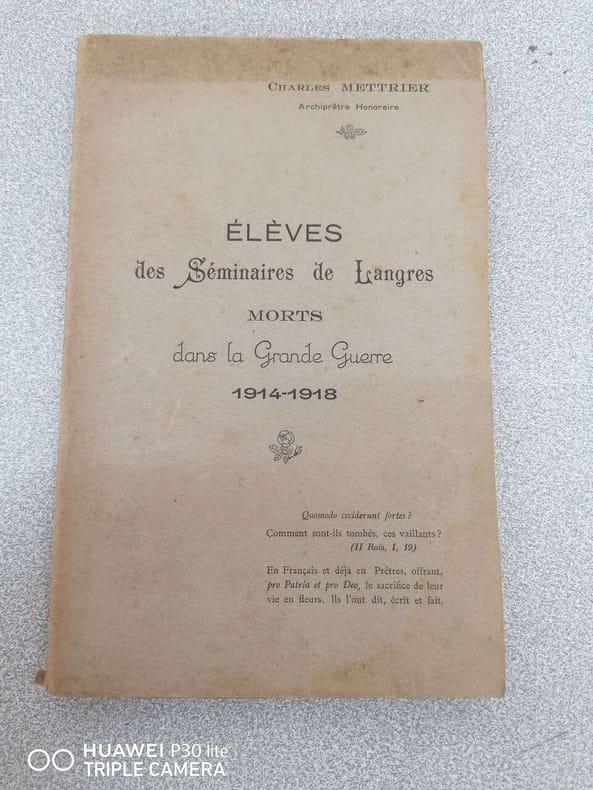 CHARLES METTRIER
Archiprêtre Honoraire
ÉLÈVES
des Séminaires de Langres
MORTS
dans la Grande Guerre
1914-1918
Quomodo ceciderunt fortes ?
Comment sont-ils tombés, ces vaillants ?
(II Rois, I, 19)
En Français et déjà en Prêtres, offrant,
pro Patria et pro Deo, le sacrifice de leur
vie en fleurs. Ils l'ont dit, écrit et fait.
HUAWEI P30 lite
TRIPLE CAMERA